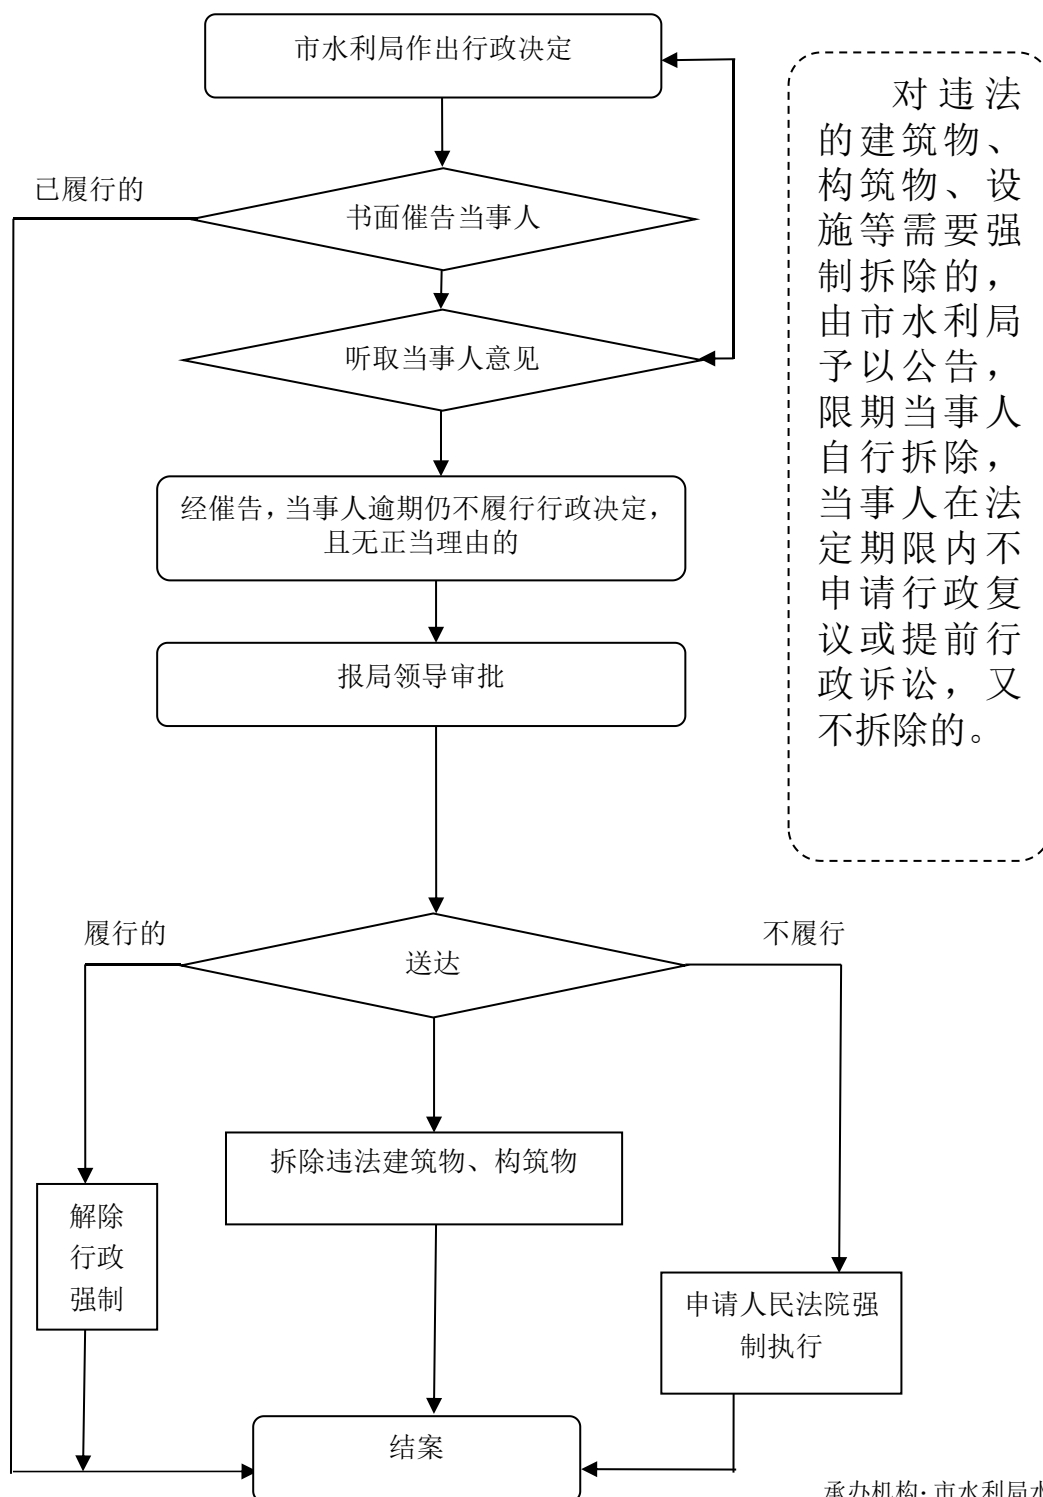 市水利局作出行政决定
已履行的
书面催告当事人
听取当事人意见
经催告，当事人逾期仍不履行行政决定，
且无正当理由的
报局领导审批
对违法
的建筑物、
构筑物、设
施等需要强
制拆除的，
由市水利局
予以公告，
限期当事人
自行拆除，
当事人在法
定期限内不
申请行政复
议或提前行
政诉讼，又
不拆除的。
履行的
送达
不履行
拆除违法建筑物、构筑物
解除
行政
强制
申请人民法院强
制执行
结案
承办机构：市水利局水